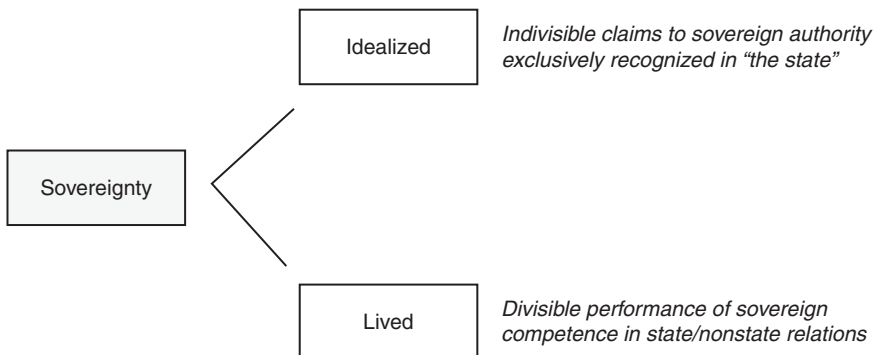 Idealized
Indivisible claims to sovereign authority
exclusively recognized in “the state”
Sovereignty
Lived
Divisible performance of sovereign
competence in state/nonstate relations